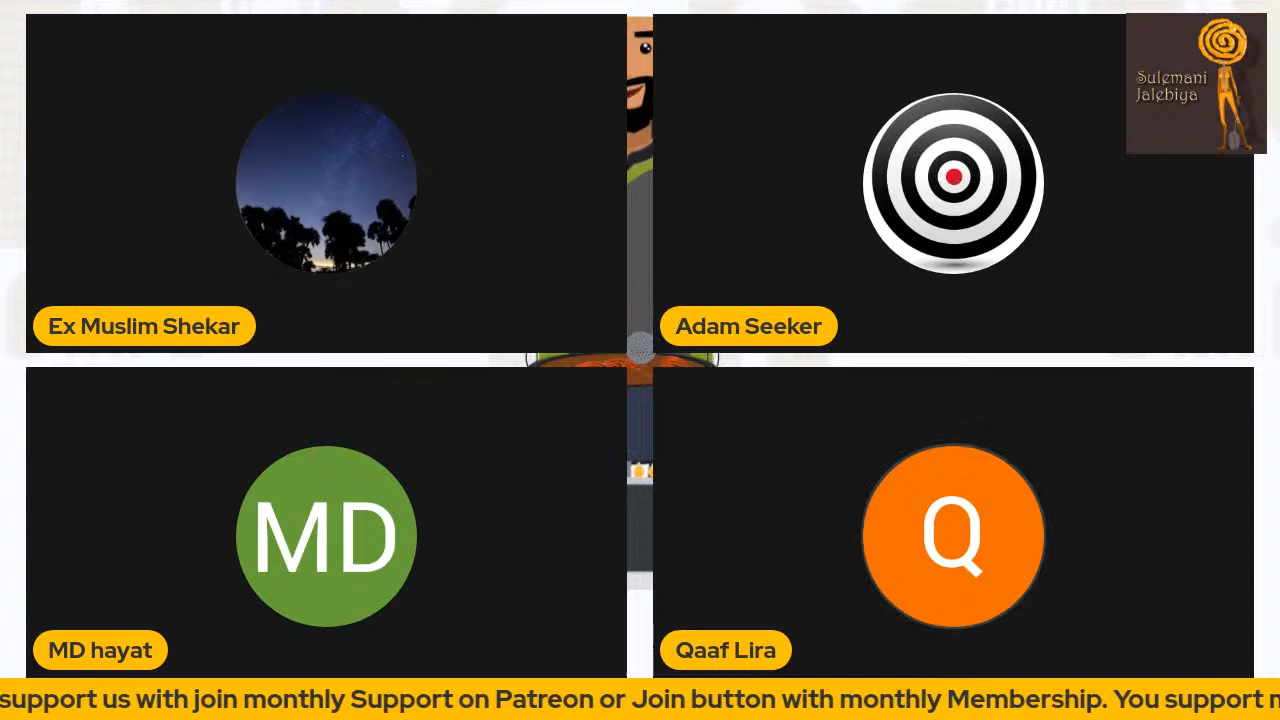 Sulemani
Jalebiya
Ex Muslim Shekar
Adam Seeker
MD
Q
MD hayat
Qaaf Lira
support us with join monthly Support on Patreon or Join button with monthly Membership. You support